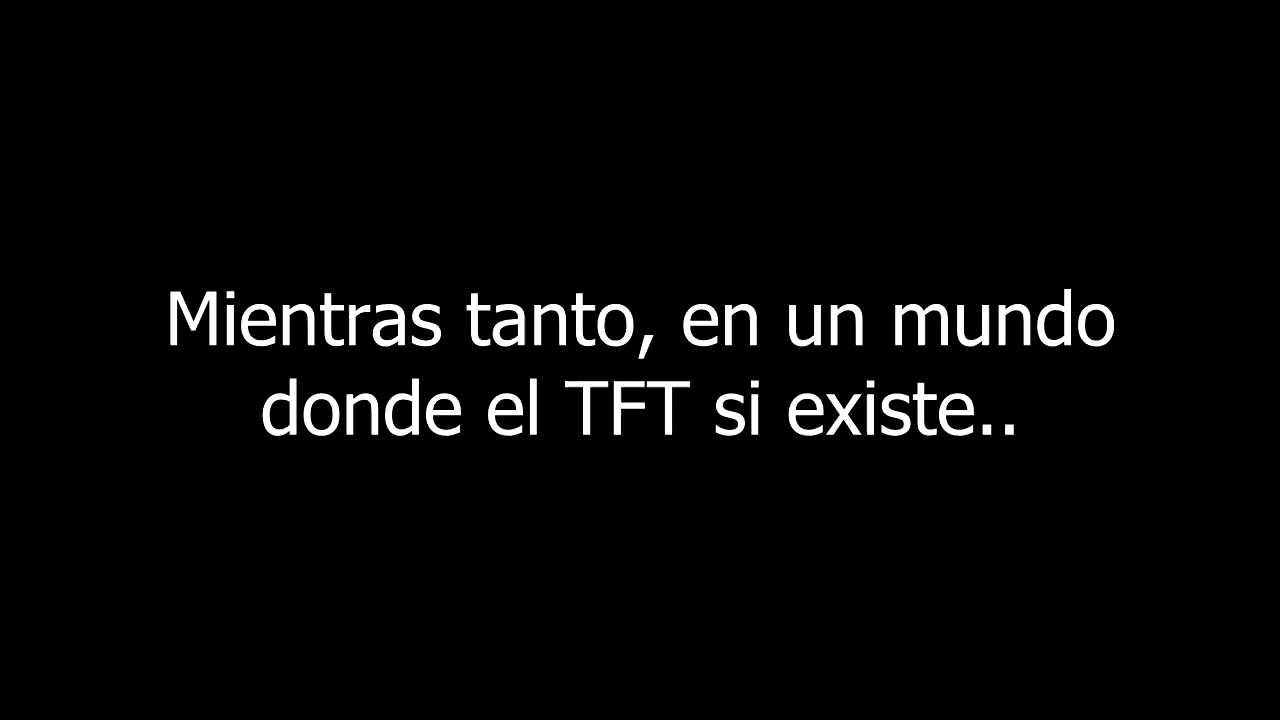 Mientras tanto, en un mundo
donde el TFT si existe..